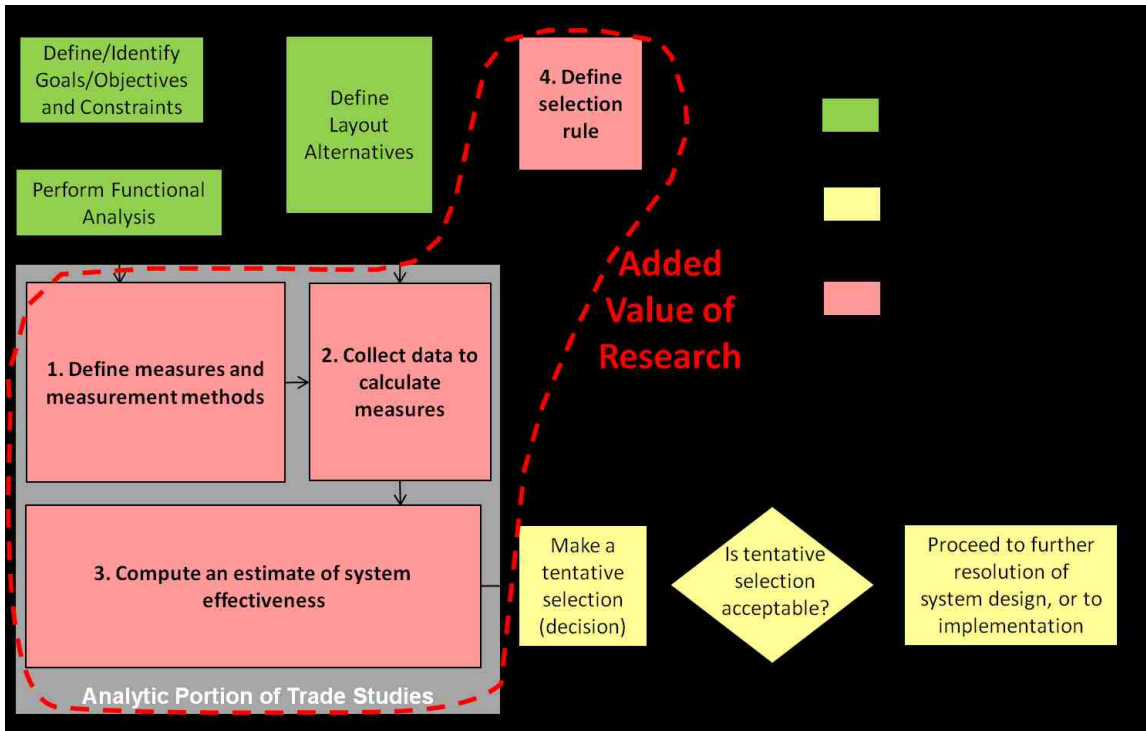 Define/Identify
Goals/Objectives
and Constraints
Define
Layout
Alternatives
4. Define
selection
rule
Perform Functional
Analysis
Added
Value of
Research
1. Define measures and
measurement methods
2. Collect data to
calculate
measures
3. Compute an estimate of system
effectiveness
Make a
tentative
selection
(decision)
Is tentative
selection
acceptable?
Proceed to further
resolution of
system design, or to
implementation
Analytic Portion of Trade Studies